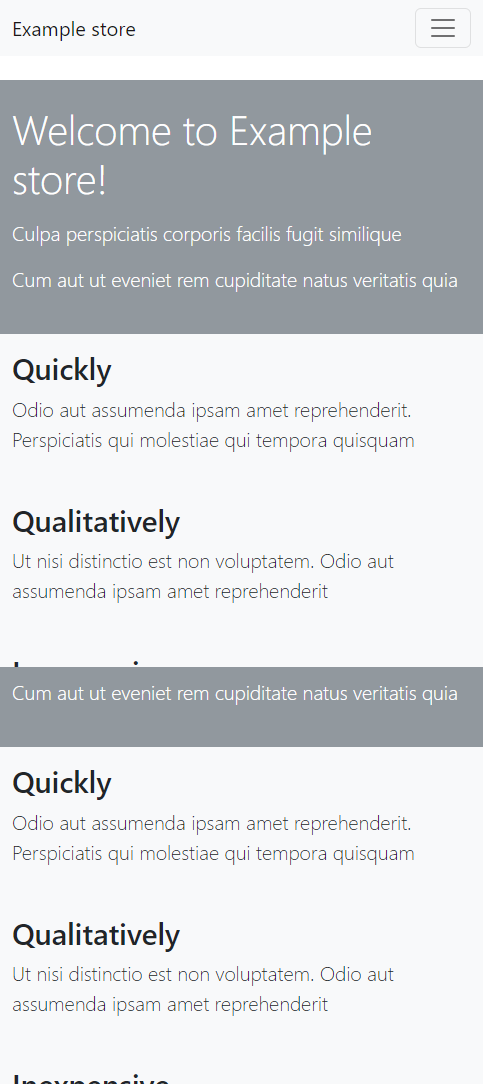 Example store
Welcome to Example
store!
Culpa perspiciatis corporis facilis fugit similique
Cum aut ut eveniet rem cupiditate natus veritatis quia
Quickly
Odio aut assumenda ipsam amet reprehenderit.
Perspiciatis qui molestiae qui tempora quisquam
Qualitatively
Ut nisi distinctio est non voluptatem. Odio aut
assumenda ipsam amet reprehenderit
Cum aut ut eveniet rem cupiditate natus veritatis quia
Quickly
Odio aut assumenda ipsam amet reprehenderit.
Perspiciatis qui molestiae qui tempora quisquam
Qualitatively
Ut nisi distinctio est non voluptatem. Odio aut
assumenda ipsam amet reprehenderit
Inexpensive